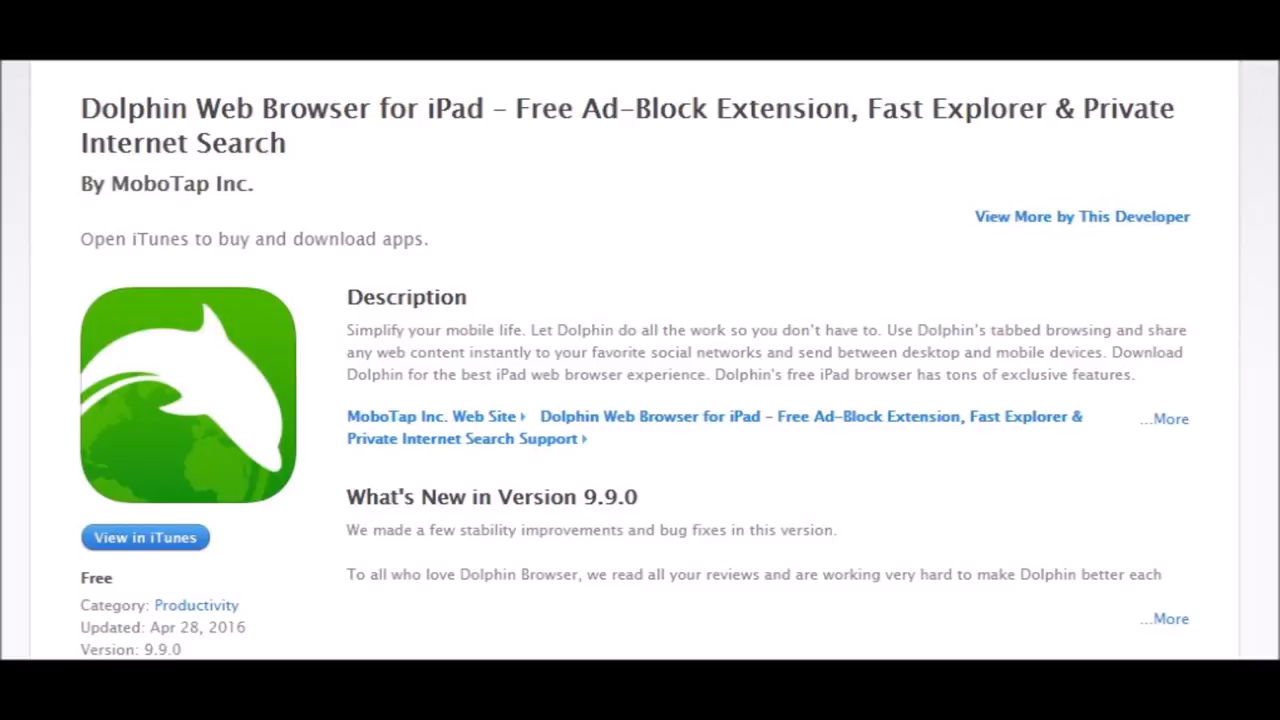 Dolphin Web Browser for iPad – Free Ad-Block Extension, Fast Explorer & Private
Internet Search
By MoboTap Inc.
View More by This Developer
Open iTunes to buy and download apps.
Description
Simplify your mobile life. Let Dolphin do all the work so you don't have to. Use Dolphin's tabbed browsing and share
any web content instantly to your favorite social networks and send between desktop and mobile devices. Download
Dolphin for the best iPad web browser experience. Dolphin's free iPad browser has tons of exclusive features.
MoboTap Inc. Web Site Dolphin Web Browser for iPad – Free Ad-Block Extension, Fast Explorer &
Private Internet Search Support
...More
What's New in Version 9.9.0
We made a few stability improvements and bug fixes in this version.
To all who love Dolphin Browser, we read all your reviews and are working very hard to make Dolphin better each
...More
View in iTunes
Free
Category: Productivity
Updated: Apr 28, 2016
Version: 9.9.0